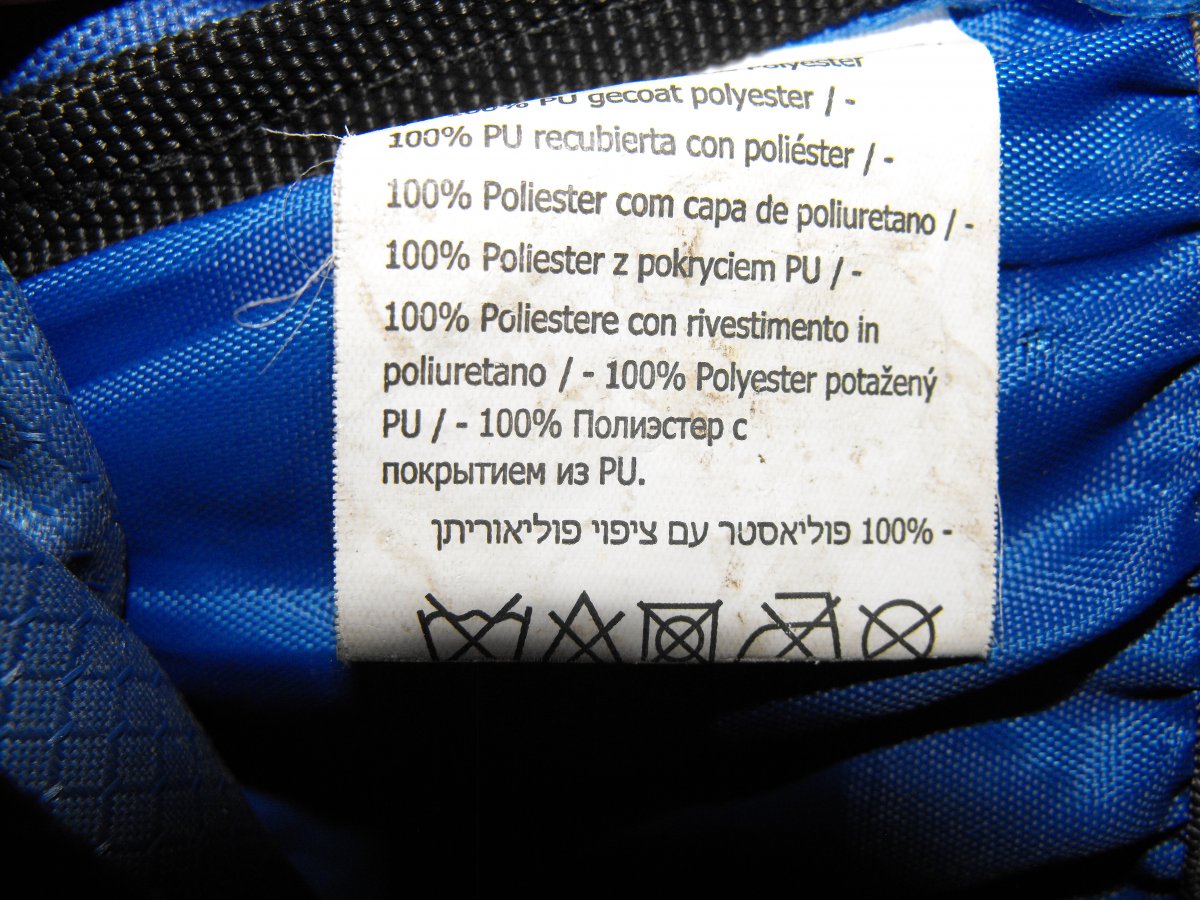 polyester
100% PU gecoat polyester / -
100% PU recubierta con poliéster / -
100% Poliester com capa de poliuretano / -
100% Poliester z pokryciem PU / -
100% Poliestere con rivestimento in
poliuretano / - 100% Polyester potažený
PU / - 100% Полиэстер с
покрытием из PU.
- 100% פוליאסטר עם ציפוי פוליאוריתן